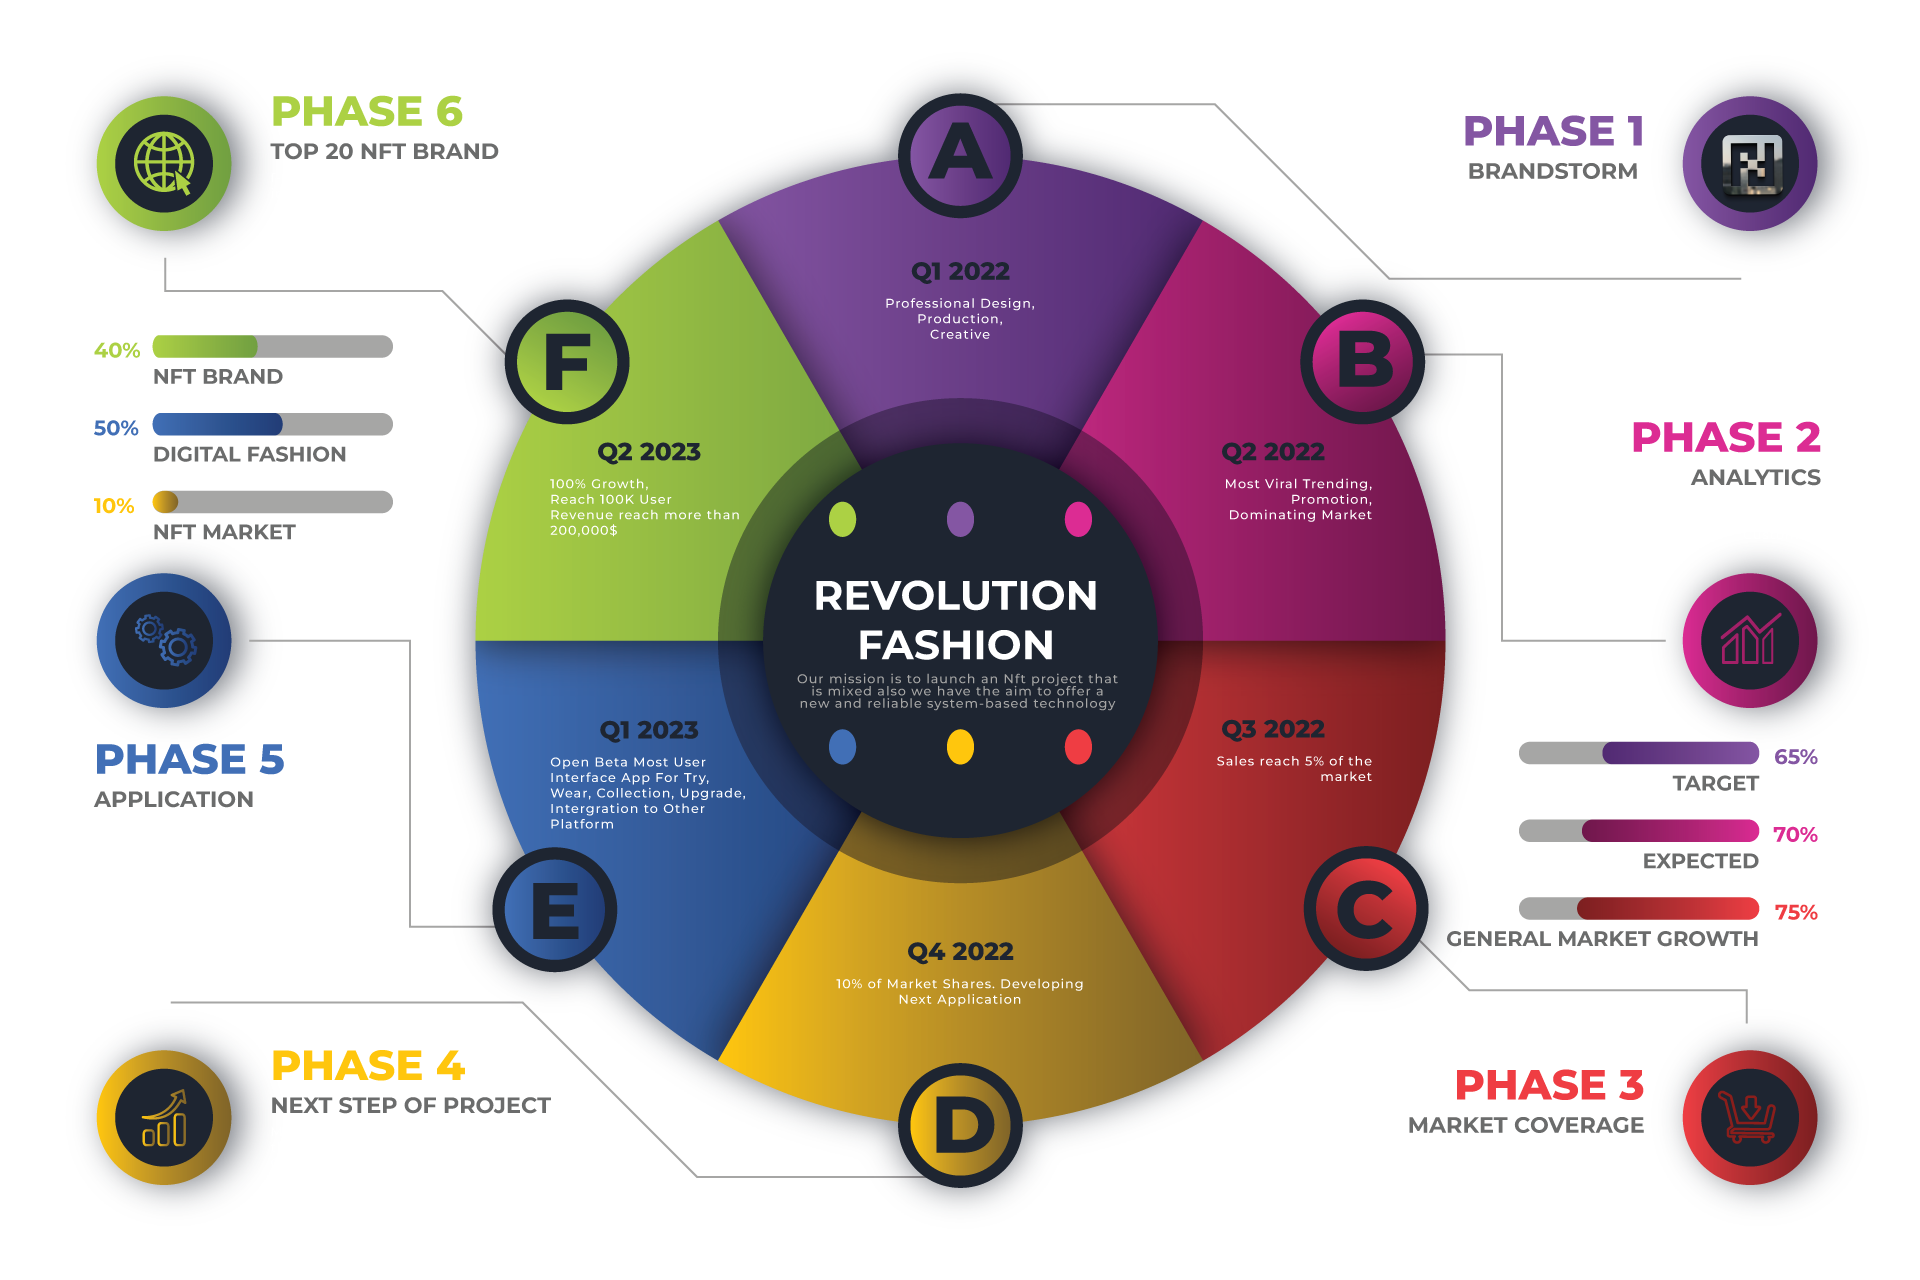 PHASE 6
TOP 20 NFT BRAND
40%
NFT BRAND
50%
DIGITAL FASHION
10%
NFT MARKET
PHASE 5
APPLICATION
PHASE 4
NEXT STEP OF PROJECT
A
Q1 2022
Professional Design,
Production,
Creative
B
Q2 2022
Most Viral Trending,
Promotion,
Dominating Market
F
Q2 2023
100% Growth,
Reach 100K User
Revenue reach more than
200,000$
REVOLUTION
FASHION
Our mission is to launch an Nft project that
is mixed also we have the aim to offer a
new and reliable system-based technology
Q1 2023
Open Beta Most User
Interface App For Try,
Wear, Collection, Upgrade,
Intergration to Other
Platform
E
Q3 2022
Sales reach 5% of the
market
C
Q4 2022
10% of Market Shares. Developing
Next Application
D
PHASE 1
BRANDSTORM
PHASE 2
ANALYTICS
65%
TARGET
70%
EXPECTED
75%
GENERAL MARKET GROWTH
PHASE 3
MARKET COVERAGE